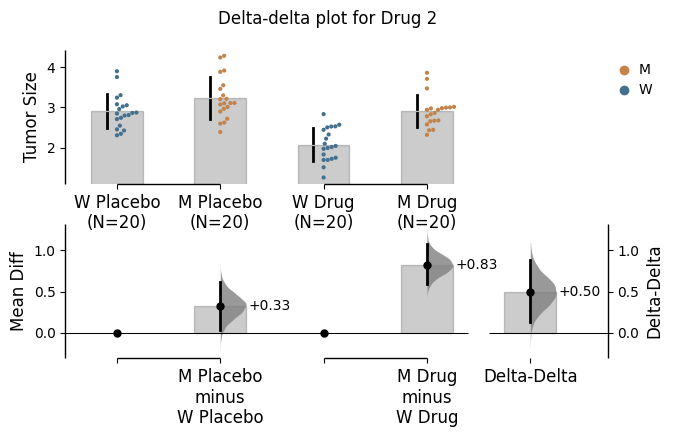 Delta-delta plot for Drug 2
Tumor Size
4
3
2
M
W
W Placebo
(N=20)
M Placebo
(N=20)
W Drug
(N=20)
M Drug
(N=20)
Mean Diff
1.0
0.5
0.0
+0.33
+0.83
+0.50
1.0
0.5
0.0
Delta-Delta
M Placebo
minus
W Placebo
M Drug
minus
W Drug
Delta-Delta